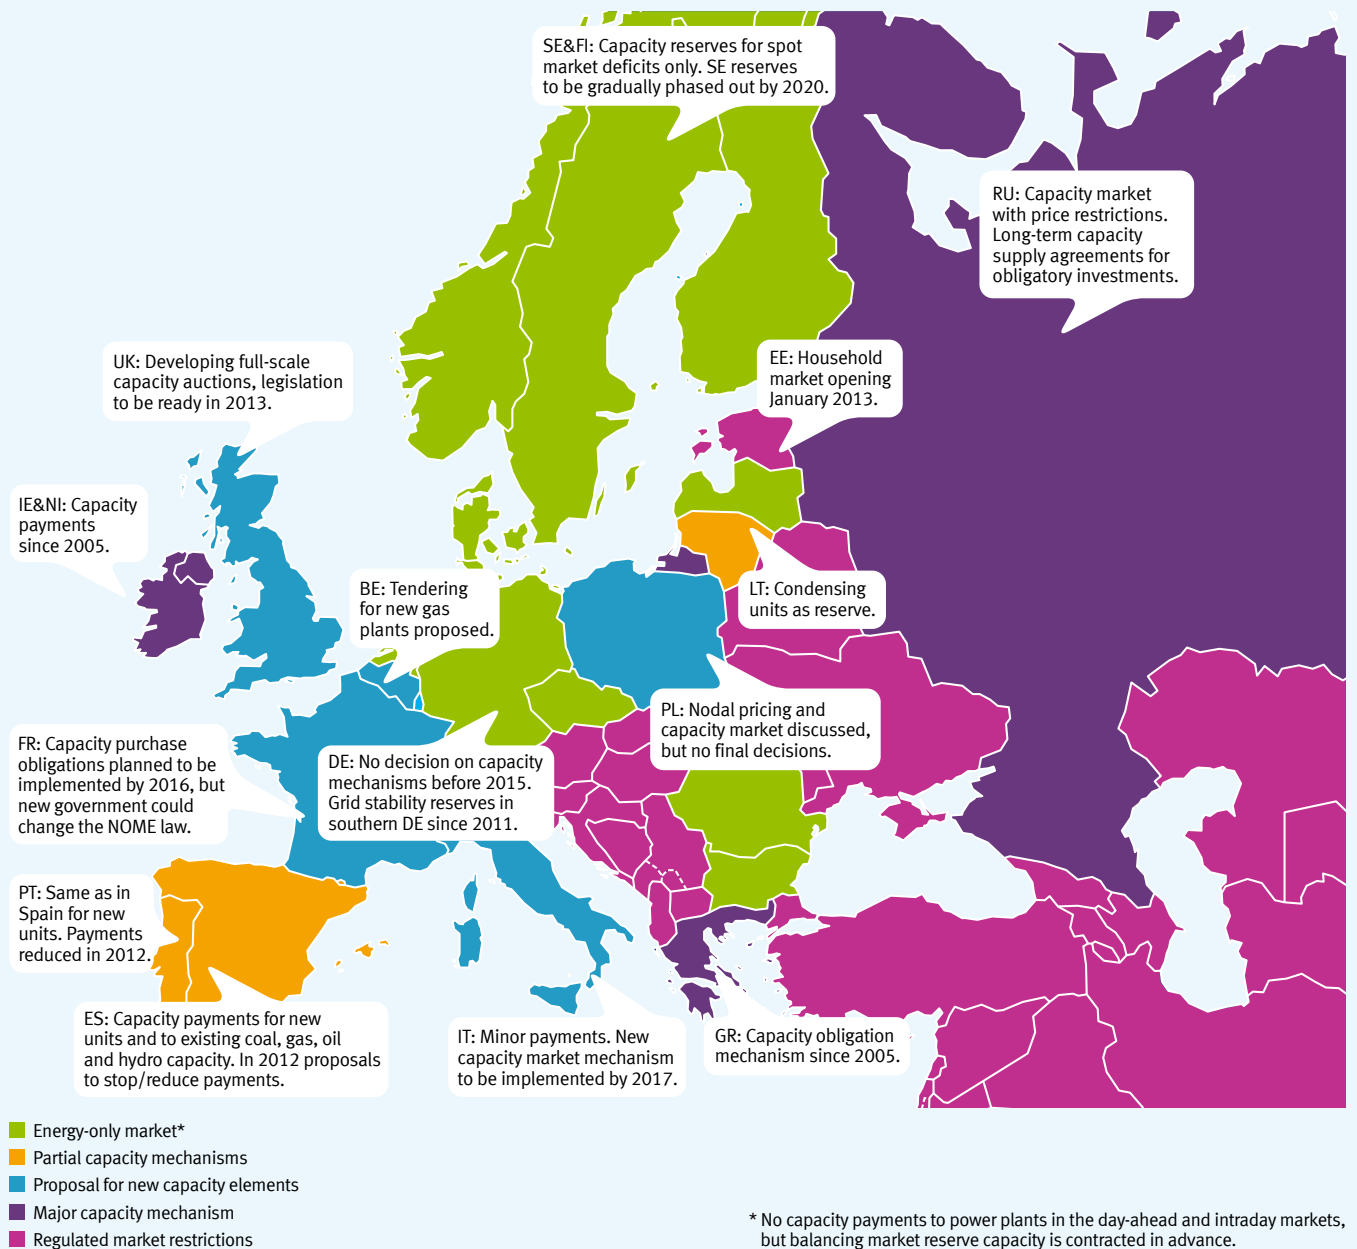 SE&FI: Capacity reserves for spot
market deficits only. SE reserves
to be gradually phased out by 2020.
RU: Capacity market
with price restrictions.
Long-term capacity
supply agreements for
obligatory investments.
UK: Developing full-scale
capacity auctions, legislation
to be ready in 2013.
EE: Household
market opening
January 2013.
IE&NI: Capacity
payments
since 2005.
BE: Tendering
for new gas
plants proposed.
LT: Condensing
units as reserve.
PL: Nodal pricing and
capacity market discussed,
but no final decisions.
FR: Capacity purchase
obligations planned to be
implemented by 2016, but
new government could
change the NOME law.
DE: No decision on capacity
mechanisms before 2015.
Grid stability reserves in
southern DE since 2011.
PT: Same as in
Spain for new
units. Payments
reduced in 2012.
ES: Capacity payments for new
units and to existing coal, gas, oil
and hydro capacity. In 2012 proposals
to stop/reduce payments.
IT: Minor payments. New
capacity market mechanism
to be implemented by 2017.
GR: Capacity obligation
mechanism since 2005.
Energy-only market*
Partial capacity mechanisms
Proposal for new capacity elements
Major capacity mechanism
Regulated market restrictions
* No capacity payments to power plants in the day-ahead and intraday markets,
but balancing market reserve capacity is contracted in advance.